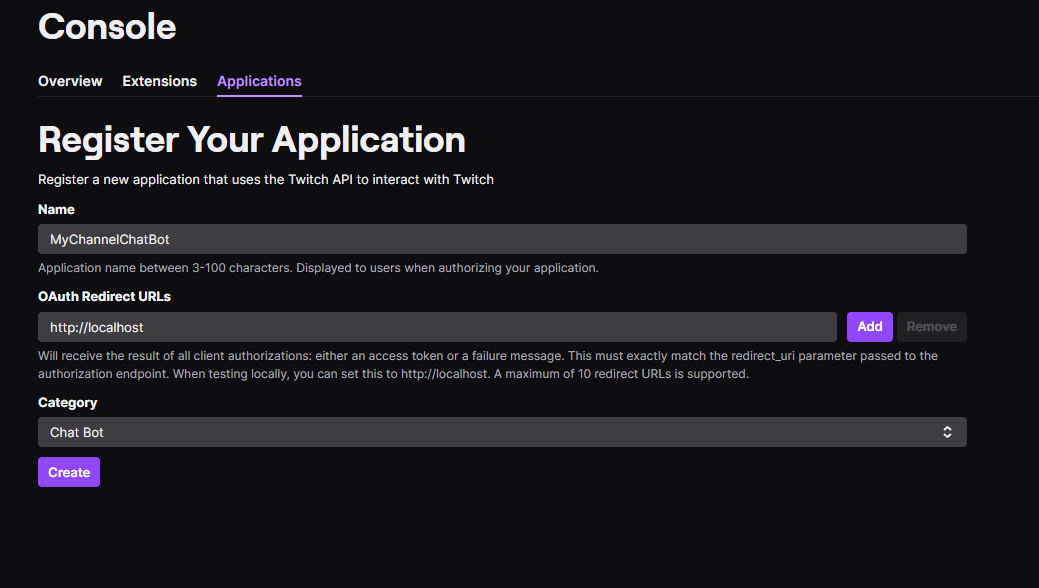 Console
Overview Extensions Applications
Register Your Application
Register a new application that uses the Twitch API to interact with Twitch
Name
MyChannelChatBot
Application name between 3-100 characters. Displayed to users when authorizing your application.
OAuth Redirect URLs
http://localhost Add Remove
Will receive the result of all client authorizations: either an access token or a failure message. This must exactly match the redirect_uri parameter passed to the
authorization endpoint. When testing locally, you can set this to http://localhost. A maximum of 10 redirect URLs is supported.
Category
Chat Bot
Create